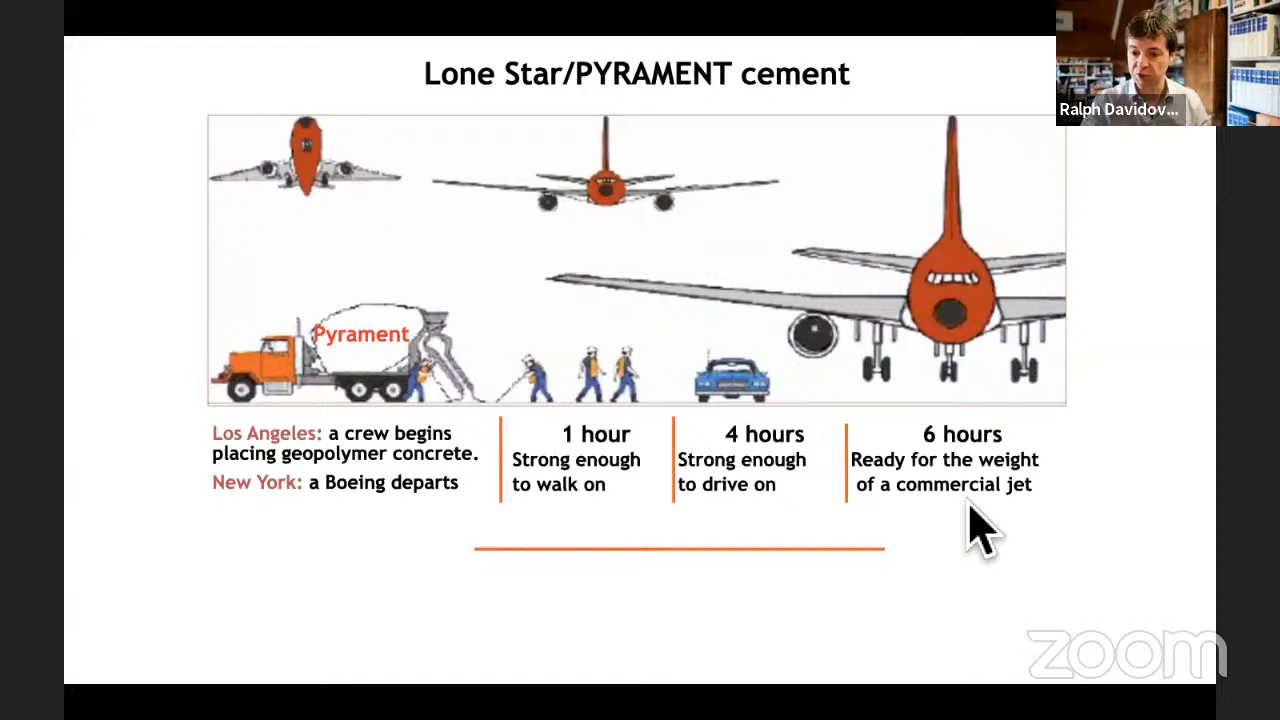 Lone Star/PYRAMENT cement
Ralph Davidov...
Pyrament
Los Angeles: a crew begins
placing geopolymer concrete.
New York: a Boeing departs
1 hour
Strong enough
to walk on
4 hours
Strong enough
to drive on
6 hours
Ready for the weight
of a commercial jet
zoom